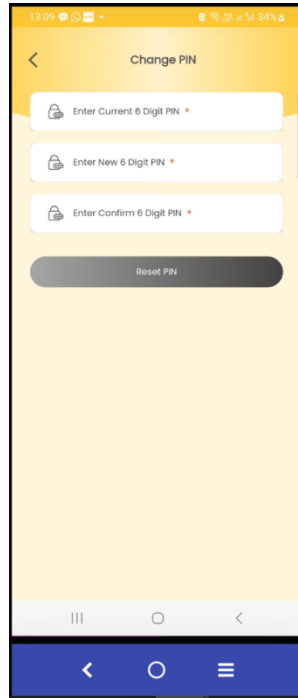 13:09 34%
Change PIN
Enter Current 6 Digit PIN *
Enter New 6 Digit PIN *
Enter Confirm 6 Digit PIN *
Reset PIN